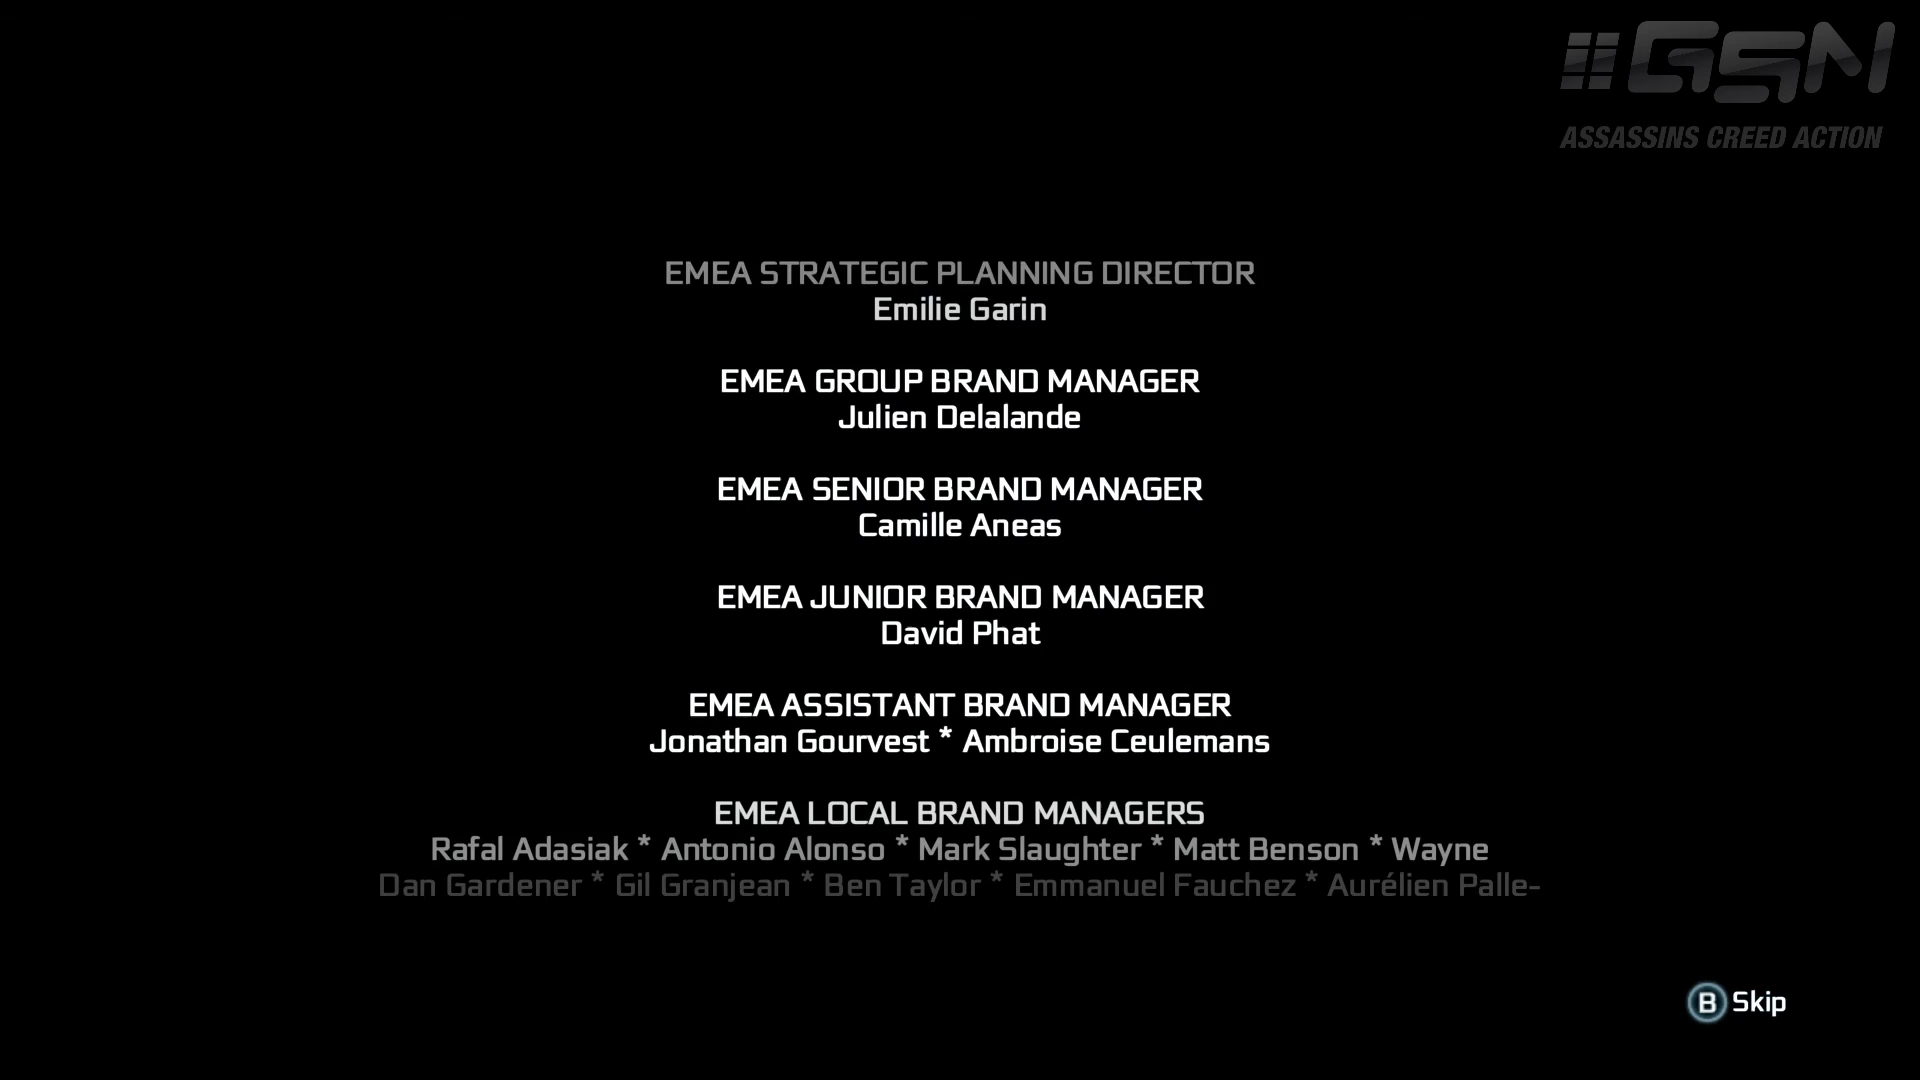 GSN
ASSASSINS CREED ACTION
EMEA STRATEGIC PLANNING DIRECTOR
Emilie Garin
EMEA GROUP BRAND MANAGER
Julien Delalande
EMEA SENIOR BRAND MANAGER
Camille Aneas
EMEA JUNIOR BRAND MANAGER
David Phat
EMEA ASSISTANT BRAND MANAGER
Jonathan Gourvest * Ambroise Ceulemans
EMEA LOCAL BRAND MANAGERS
Rafal Adasiak * Antonio Alonso * Mark Slaughter * Matt Benson * Wayne
Dan Gardener * Gil Granjean * Ben Taylor * Emmanuel Fauchez * Aurélien Palle-
B Skip